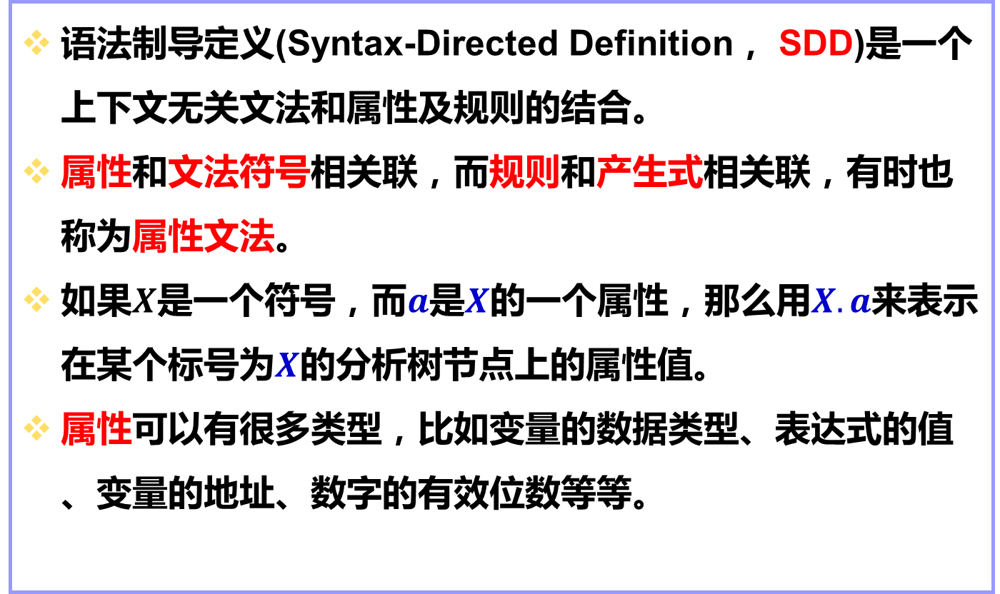 语法制导定义(Syntax-Directed Definition， SDD)是一个
上下文无关文法和属性及规则的结合。
属性和文法符号相关联，而规则和产生式相关联，有时也
称为属性文法。
如果X是一个符号，而a是X的一个属性，那么用X.a来表示
在某个标号为X的分析树节点上的属性值。
属性可以有很多类型，比如变量的数据类型、表达式的值
、变量的地址、数字的有效位数等等。